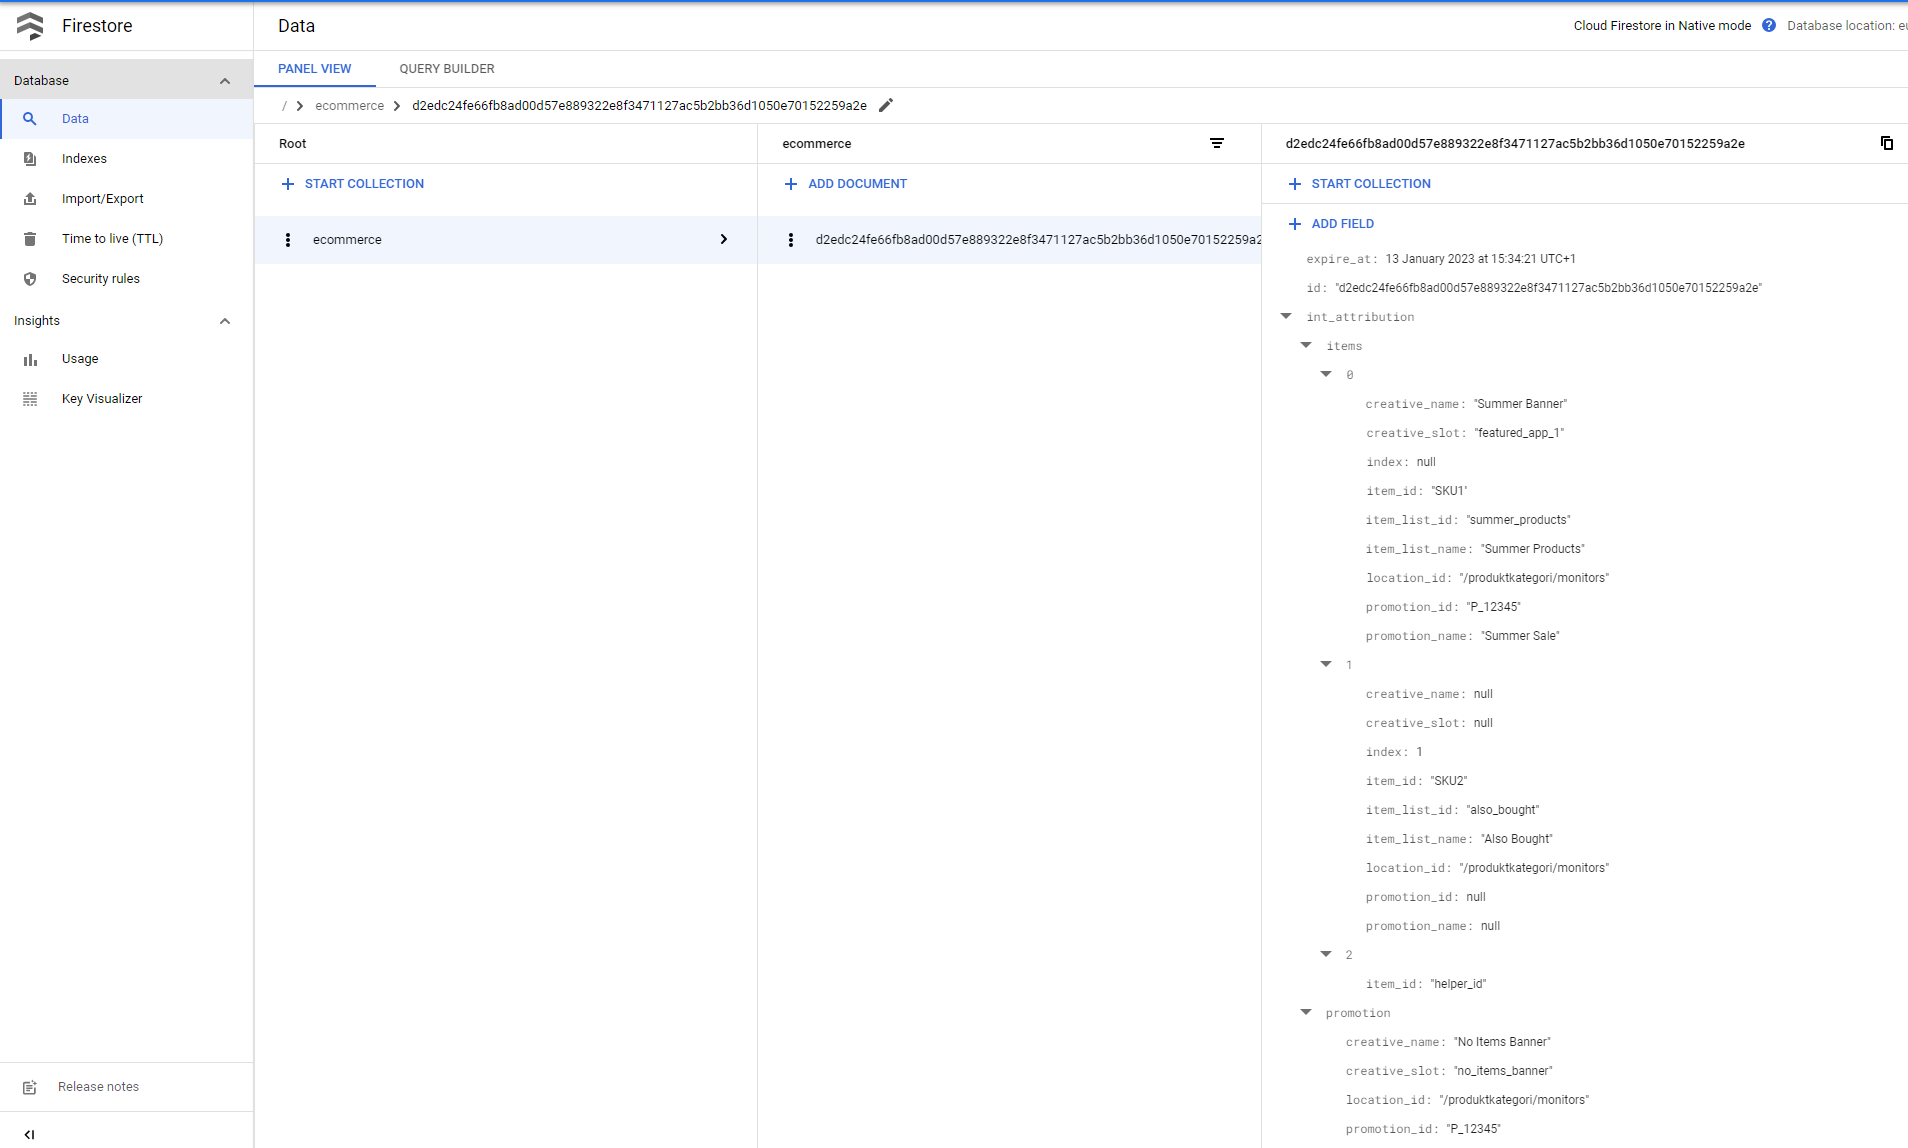 Firestore
Data
Cloud Firestore in Native mode
Database location: eu
Database
Data
Indexes
Import/Export
Time to live (TTL)
Security rules
Insights
Usage
Key Visualizer
Release notes
PANEL VIEW
QUERY BUILDER
/ ecommerce d2edc24fe66fb8ad00d57e889322e8f3471127ac5b2bb36d1050e70152259a2e
Root
START COLLECTION
ecommerce
ecommerce
ADD DOCUMENT
d2edc24fe66fb8ad00d57e889322e8f3471127ac5b2bb36d1050e70152259a2
d2edc24fe66fb8ad00d57e889322e8f3471127ac5b2bb36d1050e70152259a2e
START COLLECTION
ADD FIELD
expire_at: 13 January 2023 at 15:34:21 UTC+1
id: "d2edc24fe66fb8ad00d57e889322e8f3471127ac5b2bb36d1050e70152259a2e"
int_attribution
items
0
creative_name: "Summer Banner"
creative_slot: "featured_app_1"
index: null
item_id: "SKU1"
item_list_id: "summer_products"
item_list_name: "Summer Products"
location_id: "/produktkategori/monitors"
promotion_id: "P_12345"
promotion_name: "Summer Sale"
1
creative_name: null
creative_slot: null
index: 1
item_id: "SKU2"
item_list_id: "also_bought"
item_list_name: "Also Bought"
location_id: "/produktkategori/monitors"
promotion_id: null
promotion_name: null
2
item_id: "helper_id"
promotion
creative_name: "No Items Banner"
creative_slot: "no_items_banner"
location_id: "/produktkategori/monitors"
promotion_id: "P_12345"